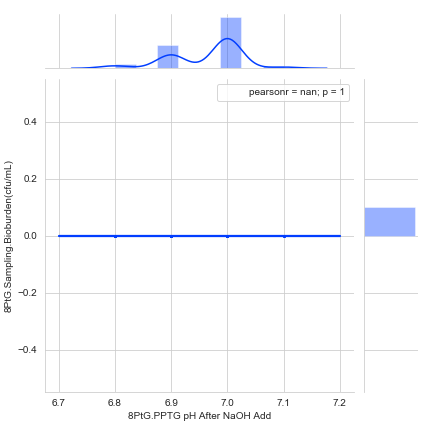 pearsonr = nan; p = 1
0.4
0.2
0.0
−0.2
−0.4
8PtG.Sampling.Bioburden(cfu/mL)
6.7 6.8 6.9 7.0 7.1 7.2
8PtG.PPTG pH After NaOH Add